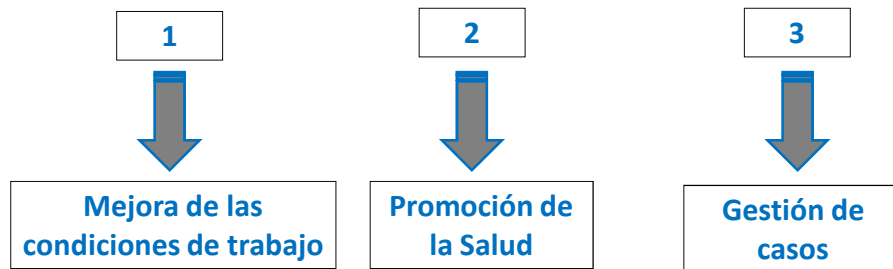 1
2
3
Mejora de las
condiciones de trabajo
Promoción de
la Salud
Gestión de
casos